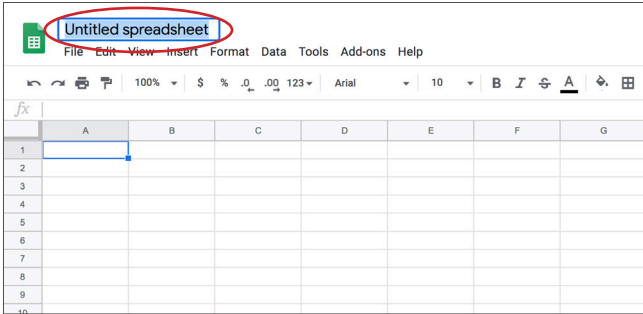 Untitled spreadsheet
File Edit View Insert Format Data Tools Add-ons Help
100% $ % .0 .00 123 Arial 10 B I S A
fx
A B C D E F G
1
2
3
4
5
6
7
8
9
10